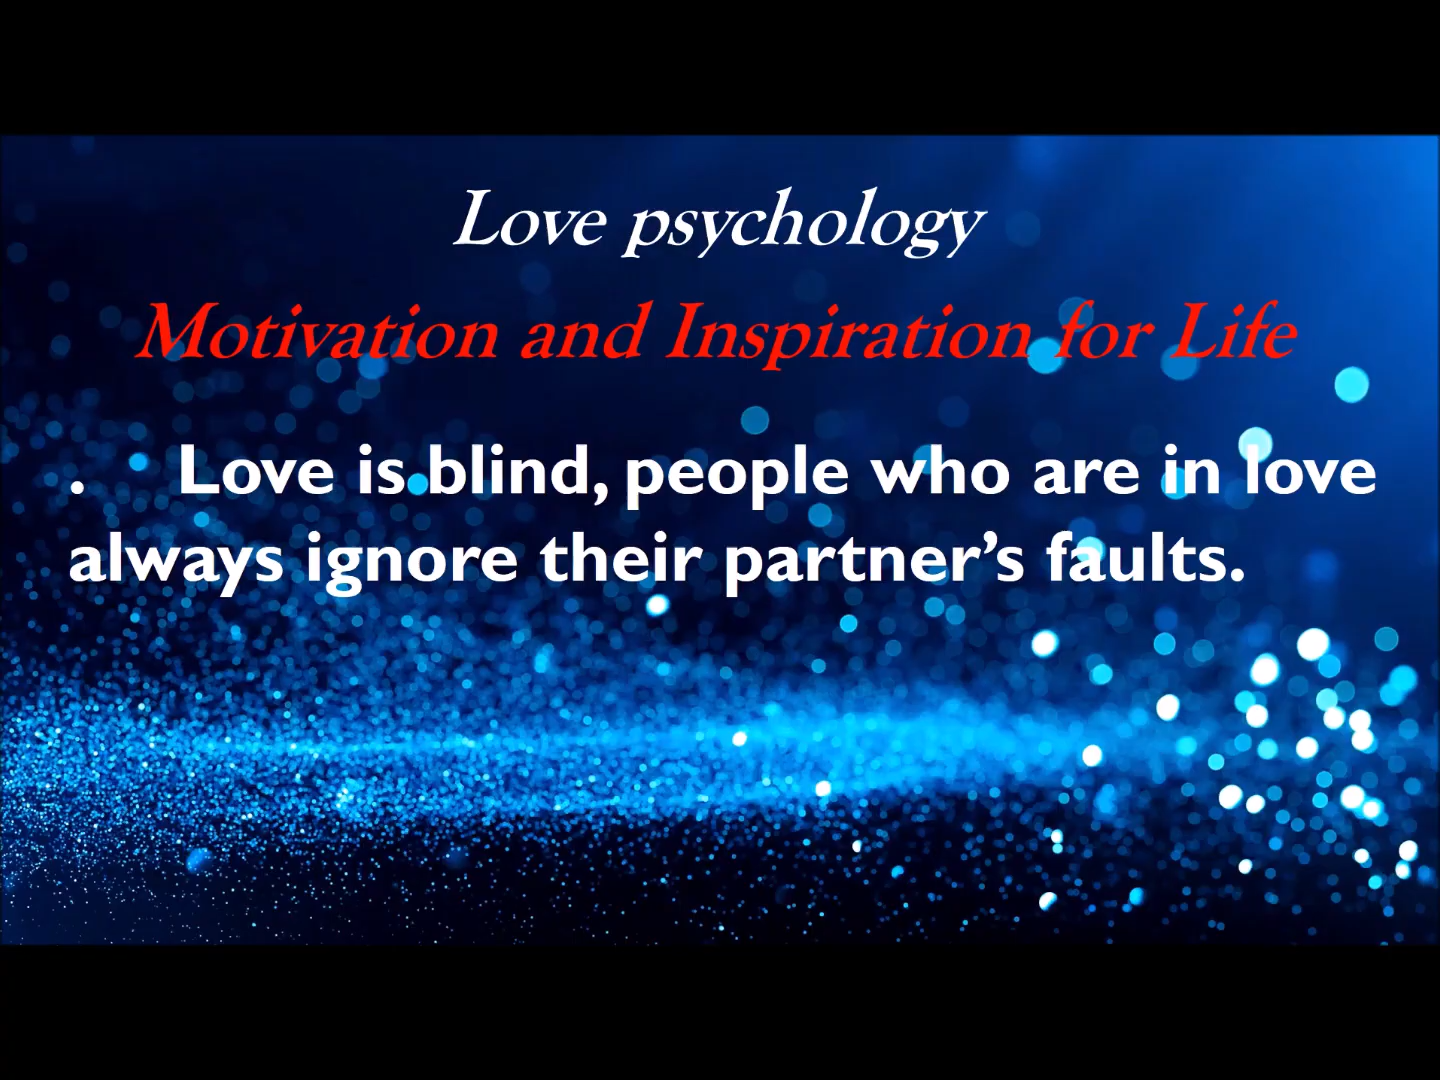 Love psychology
Motivation and Inspiration for Life
. Love is blind, people who are in love
always ignore their partner’s faults.